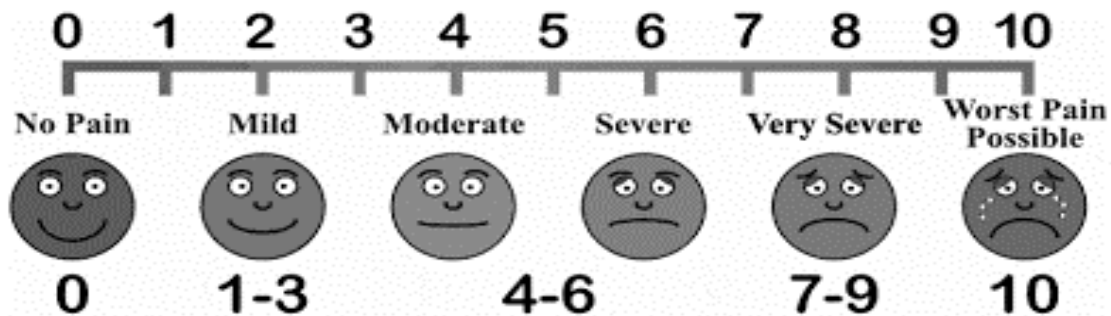 0 1 2 3 4 5 6 7 8 9 10
No Pain Mild Moderate Severe Very Severe Worst Pain
Possible
0 1-3 4-6 7-9 10